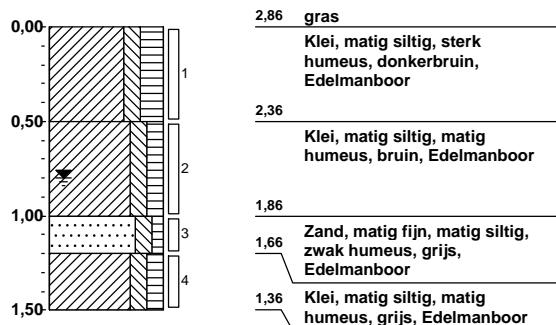 0,00
0,50
1,00
1,50
1
2
3
4
2,86 gras
Klei, matig siltig, sterk
humeus, donkerbruin,
Edelmanboor
2,36
Klei, matig siltig, matig
humeus, bruin, Edelmanboor
1,86
Zand, matig fijn, matig siltig,
1,66
zwak humeus, grijs,
Edelmanboor
1,36 Klei, matig siltig, matig
humeus, grijs, Edelmanboor